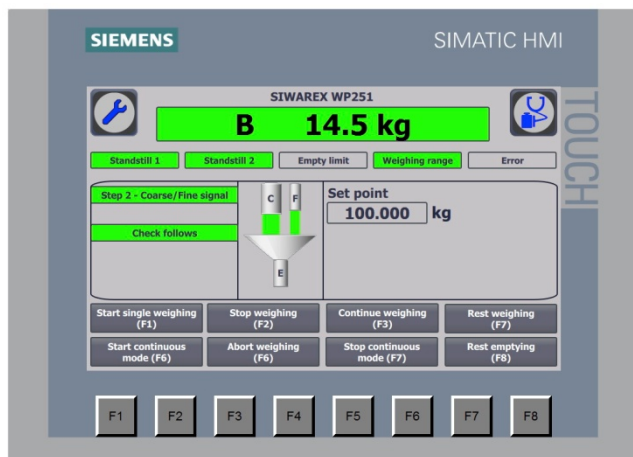 SIEMENS
SIMATIC HMI
TOUCH
SIWAREX WP251
B 14.5 kg
Standstill 1
Standstill 2
Empty limit
Weighing range
Error
Step 2 - Coarse/Fine signal
Check follows
C
F
E
Set point
100.000 kg
Start single weighing
(F1)
Stop weighing
(F2)
Continue weighing
(F3)
Rest weighing
(F7)
Start continuous
mode (F6)
Abort weighing
(F6)
Stop continuous
mode (F7)
Rest emptying
(F8)
F1
F2
F3
F4
F5
F6
F7
F8